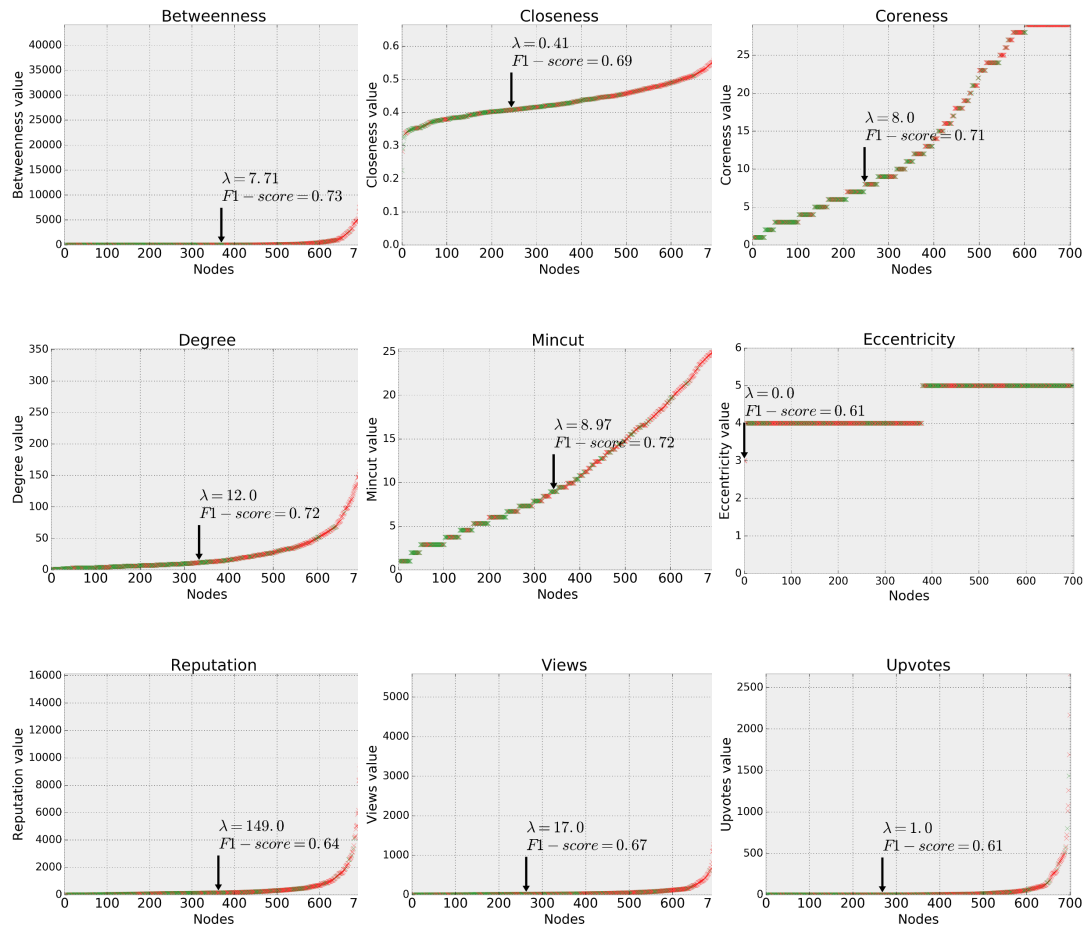 Betweenness
Closeness
Coreness
Betweenness value
40000
35000
30000
25000
20000
15000
10000
5000
0
λ = 7.71
F1 − score = 0.73
0 100 200 300 400 500 600
Nodes
Closeness value
0.6
0.5
0.4
0.3
0.2
0.1
0.0
λ = 0.41
F1 − score = 0.69
0 100 200 300 400 500 600 7
Nodes
Coreness value
25
20
15
10
5
0
λ = 8.0
F1 − score = 0.71
0 100 200 300 400 500 600 700
Nodes
Degree
Mincut
Eccentricity
Degree value
350
300
250
200
150
100
50
0
λ = 12.0
F1 − score = 0.72
0 100 200 300 400 500 600
Nodes
Mincut value
25
20
15
10
5
0
λ = 8.97
F1 − score = 0.72
0 100 200 300 400 500 600 7
Nodes
Eccentricity value
6
5
4
3
2
1
0
λ = 0.0
F1 − score = 0.61
0 100 200 300 400 500 600 700
Nodes
Reputation
Views
Upvotes
Reputation value
16000
14000
12000
10000
8000
6000
4000
2000
0
λ = 149.0
F1 − score = 0.64
0 100 200 300 400 500 600
Nodes
Views value
5000
4000
3000
2000
1000
0
λ = 17.0
F1 − score = 0.67
0 100 200 300 400 500 600 7
Nodes
Upvotes value
2500
2000
1500
1000
500
0
λ = 1.0
F1 − score = 0.61
0 100 200 300 400 500 600 700
Nodes